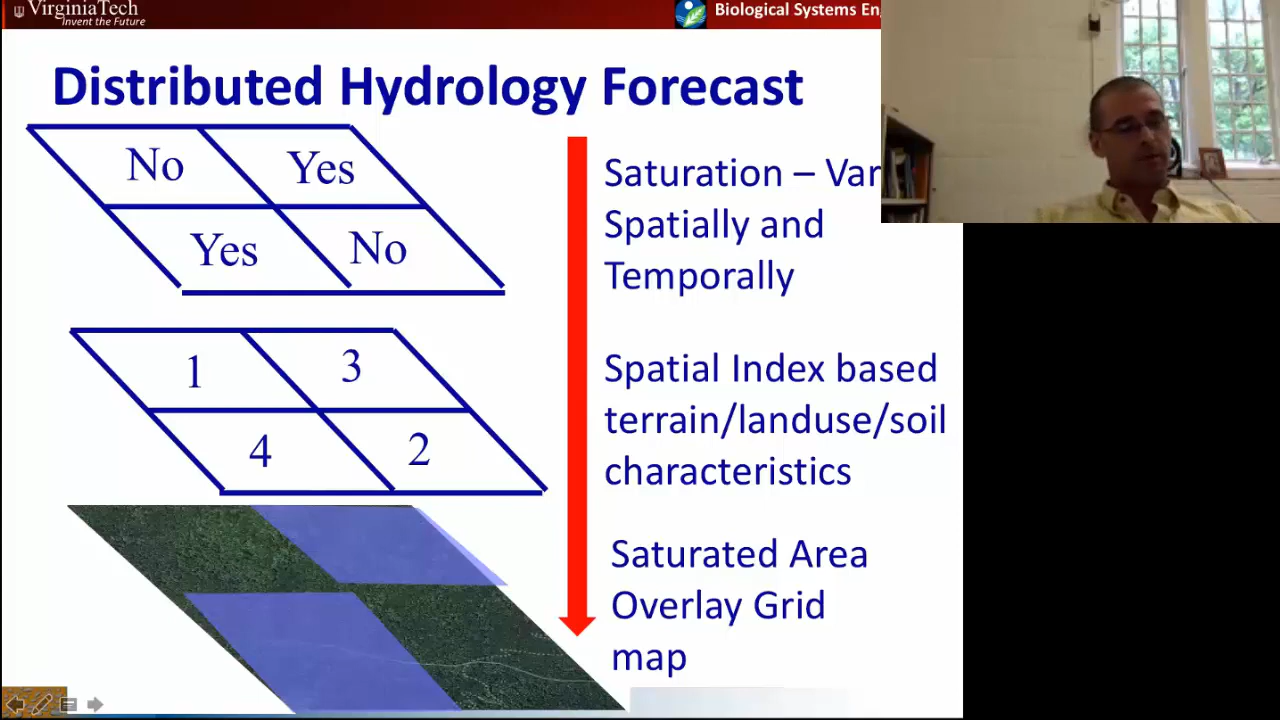 VirginiaTech
Invent the Future
Biological Systems En
Distributed Hydrology Forecast
No Yes
Yes No
Saturation – Var
Spatially and
Temporally
1 3
4 2
Spatial Index based
terrain/landuse/soil
characteristics
Saturated Area
Overlay Grid
map